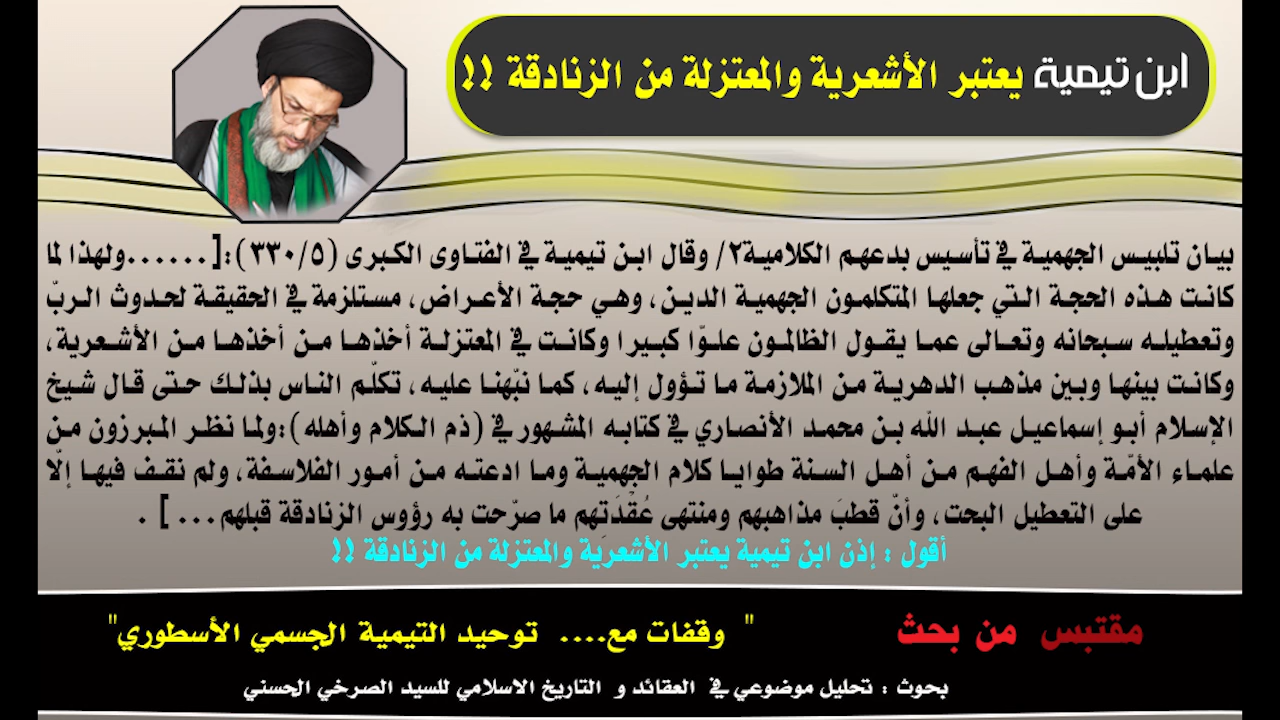 ابن تيمية يعتبر الأشعرية والمعتزلة من الزنادقة !!
بيان تلبيس الجهمية في تأسيس بدعهم الكلامية٢/ وقال ابن تيمية في الفتاوى الكبرى (٣٣٠/٥):[......ولهذا لما
كانت هذه الحجة التي جعلها المتكلمون الجهمية الدين، وهي حجة الأعراض، مستلزمة في الحقيقة لحدوث الربّ
وتعطيله سبحانه وتعالى عما يقول الظالمون علوّا كبيرا وكانت في المعتزلة أخذها من أخذها من الأشعرية،
وكانت بينها وبين مذهب الدهرية من الملازمة ما تؤول إليه، كما نبّهنا عليه، تكلّم الناس بذلك حتى قال شيخ
الإسلام أبو إسماعيل عبد الله بن محمد الأنصاري في كتابه المشهور في (ذم الكلام وأهله):ولما نظر المبرزون من
علماء الأمّة وأهل الفهم من أهل السنة طوايا كلام الجهمية وما ادعته من أمور الفلاسفة، ولم نقف فيها إلّا
على التعطيل البحت، وأنّ قطبَ مذاهبهم ومنتهى عُقْدَتِهم ما صرّحت به رؤوس الزنادقة قبلهم... ] .
أقول : إذن ابن تيمية يعتبر الأشعرية والمعتزلة من الزنادقة !!
مقتبس من بحث " وقفات مع.... توحيد التيمية الجسمي الأسطوري"
بحوث : تحليل موضوعي في العقائد و التاريخ الاسلامي للسيد الصرخي الحسني